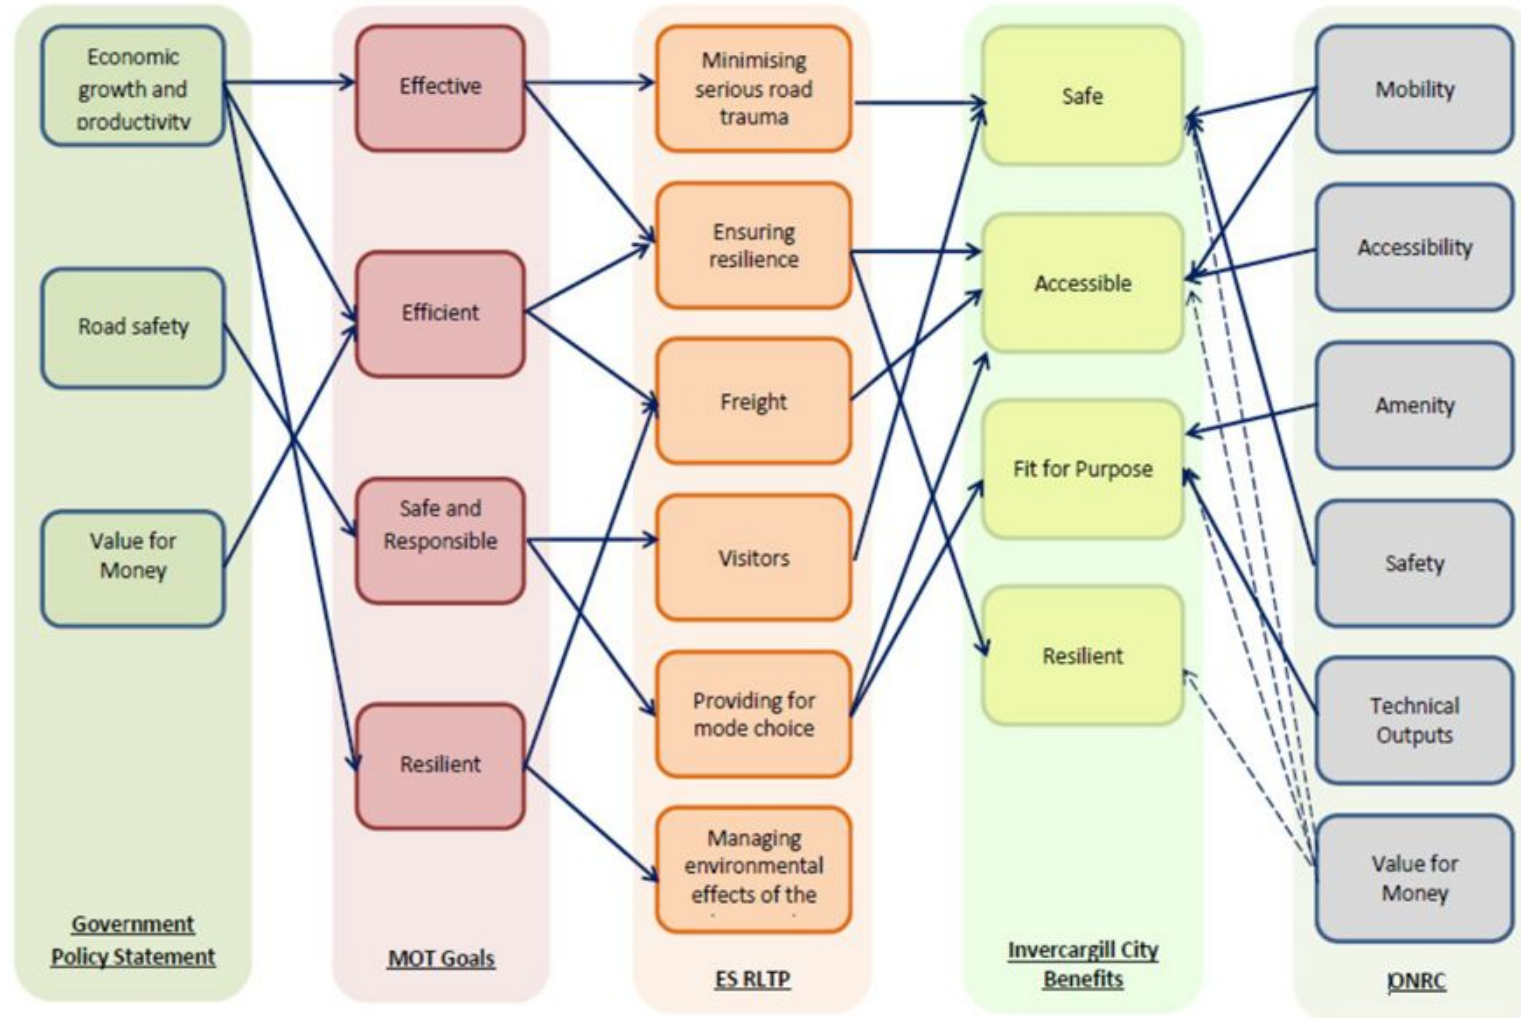 Economic
growth and
productivity
Road safety
Value for
Money
Government
Policy Statement
Effective
Efficient
Safe and
Responsible
Resilient
MOT Goals
Minimising
serious road
trauma
Ensuring
resilience
Freight
Visitors
Providing for
mode choice
Managing
environmental
effects of the
ES RLTP
Safe
Accessible
Fit for Purpose
Resilient
Invercargill City
Benefits
Mobility
Accessibility
Amenity
Safety
Technical
Outputs
Value for
Money
ONRC